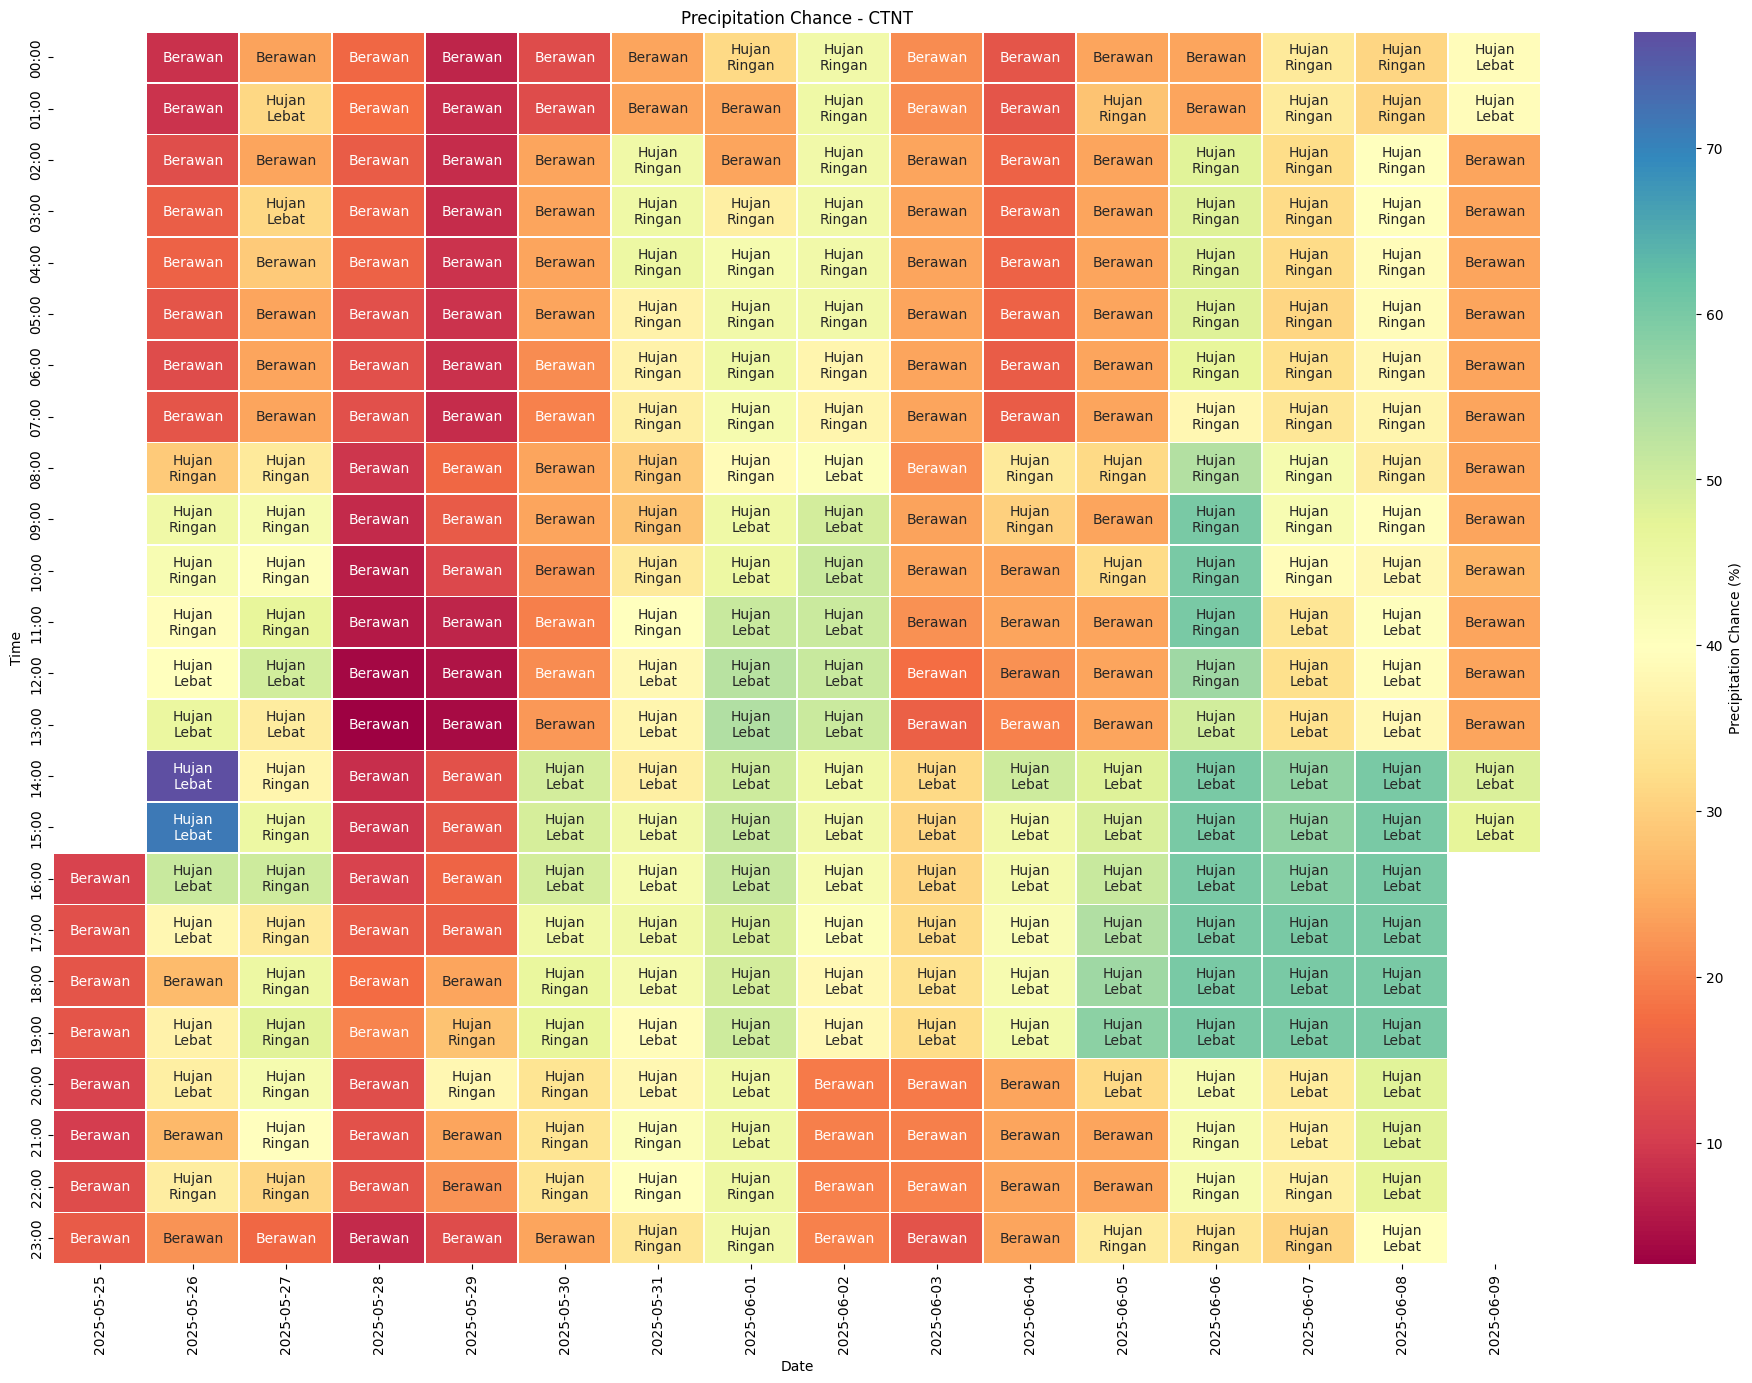 Precipitation Chance - CTNT
Time
00:00 Berawan Berawan Berawan Berawan Berawan Berawan Hujan Ringan Hujan Ringan Berawan Berawan Berawan Berawan Hujan Ringan Hujan Ringan Hujan Lebat
01:00 Berawan Hujan Lebat Berawan Berawan Berawan Berawan Berawan Hujan Ringan Berawan Berawan Hujan Ringan Berawan Hujan Ringan Hujan Ringan Hujan Lebat
02:00 Berawan Berawan Berawan Berawan Berawan Hujan Ringan Berawan Hujan Ringan Berawan Berawan Berawan Hujan Ringan Hujan Ringan Hujan Ringan Berawan
03:00 Berawan Hujan Lebat Berawan Berawan Berawan Hujan Ringan Hujan Ringan Hujan Ringan Berawan Berawan Berawan Hujan Ringan Hujan Ringan Hujan Ringan Berawan
04:00 Berawan Berawan Berawan Berawan Berawan Hujan Ringan Hujan Ringan Hujan Ringan Berawan Berawan Berawan Hujan Ringan Hujan Ringan Hujan Ringan Berawan
05:00 Berawan Berawan Berawan Berawan Berawan Hujan Ringan Hujan Ringan Hujan Ringan Berawan Berawan Berawan Hujan Ringan Hujan Ringan Hujan Ringan Berawan
06:00 Berawan Berawan Berawan Berawan Berawan Hujan Ringan Hujan Ringan Hujan Ringan Berawan Berawan Berawan Hujan Ringan Hujan Ringan Hujan Ringan Berawan
07:00 Berawan Berawan Berawan Berawan Berawan Hujan Ringan Hujan Ringan Hujan Ringan Berawan Berawan Berawan Hujan Ringan Hujan Ringan Hujan Ringan Berawan
08:00 Hujan Ringan Hujan Ringan Berawan Berawan Berawan Hujan Ringan Hujan Ringan Hujan Lebat Berawan Hujan Ringan Hujan Ringan Hujan Ringan Hujan Ringan Hujan Ringan Berawan
09:00 Hujan Ringan Hujan Ringan Berawan Berawan Berawan Hujan Ringan Hujan Lebat Hujan Lebat Berawan Hujan Ringan Berawan Hujan Ringan Hujan Ringan Hujan Ringan Berawan
10:00 Hujan Ringan Hujan Ringan Berawan Berawan Berawan Hujan Ringan Hujan Lebat Hujan Lebat Berawan Berawan Hujan Ringan Hujan Ringan Hujan Ringan Hujan Lebat Berawan
11:00 Hujan Ringan Hujan Ringan Berawan Berawan Berawan Hujan Ringan Hujan Lebat Hujan Lebat Berawan Berawan Berawan Hujan Ringan Hujan Lebat Hujan Lebat Berawan
12:00 Hujan Lebat Hujan Lebat Berawan Berawan Berawan Hujan Lebat Hujan Lebat Hujan Lebat Berawan Berawan Berawan Hujan Ringan Hujan Lebat Hujan Lebat Berawan
13:00 Hujan Lebat Hujan Lebat Berawan Berawan Berawan Hujan Lebat Hujan Lebat Hujan Lebat Berawan Berawan Berawan Hujan Lebat Hujan Lebat Hujan Lebat Berawan
14:00 Hujan Lebat Hujan Ringan Berawan Berawan Hujan Lebat Hujan Lebat Hujan Lebat Hujan Lebat Hujan Lebat Hujan Lebat Hujan Lebat Hujan Lebat Hujan Lebat Hujan Lebat Hujan Lebat
15:00 Hujan Lebat Hujan Ringan Berawan Berawan Hujan Lebat Hujan Lebat Hujan Lebat Hujan Lebat Hujan Lebat Hujan Lebat Hujan Lebat Hujan Lebat Hujan Lebat Hujan Lebat Hujan Lebat
16:00 Berawan Hujan Lebat Hujan Ringan Berawan Berawan Hujan Lebat Hujan Lebat Hujan Lebat Hujan Lebat Hujan Lebat Hujan Lebat Hujan Lebat Hujan Lebat Hujan Lebat Hujan Lebat
17:00 Berawan Hujan Lebat Hujan Ringan Berawan Berawan Hujan Lebat Hujan Lebat Hujan Lebat Hujan Lebat Hujan Lebat Hujan Lebat Hujan Lebat Hujan Lebat Hujan Lebat Hujan Lebat
18:00 Berawan Berawan Hujan Ringan Berawan Berawan Hujan Ringan Hujan Lebat Hujan Lebat Hujan Lebat Hujan Lebat Hujan Lebat Hujan Lebat Hujan Lebat Hujan Lebat Hujan Lebat
19:00 Berawan Hujan Lebat Hujan Ringan Berawan Hujan Ringan Hujan Ringan Hujan Lebat Hujan Lebat Hujan Lebat Hujan Lebat Hujan Lebat Hujan Lebat Hujan Lebat Hujan Lebat Hujan Lebat
20:00 Berawan Hujan Lebat Hujan Ringan Berawan Hujan Ringan Hujan Ringan Hujan Lebat Hujan Lebat Berawan Berawan Berawan Hujan Lebat Hujan Lebat Hujan Lebat Hujan Lebat
21:00 Berawan Berawan Hujan Ringan Berawan Berawan Hujan Ringan Hujan Ringan Hujan Lebat Berawan Berawan Berawan Berawan Hujan Ringan Hujan Lebat Hujan Lebat
22:00 Berawan Hujan Ringan Hujan Ringan Berawan Berawan Hujan Ringan Hujan Ringan Hujan Ringan Berawan Berawan Berawan Berawan Hujan Ringan Hujan Ringan Hujan Lebat
23:00 Berawan Berawan Berawan Berawan Berawan Berawan Hujan Ringan Hujan Ringan Berawan Berawan Berawan Hujan Ringan Hujan Ringan Hujan Ringan Hujan Lebat
2025-05-25 2025-05-26 2025-05-27 2025-05-28 2025-05-29 2025-05-30 2025-05-31 2025-06-01 2025-06-02 2025-06-03 2025-06-04 2025-06-05 2025-06-06 2025-06-07 2025-06-08 2025-06-09
Date
70
60
50
40
30
20
10
Precipitation Chance (%)